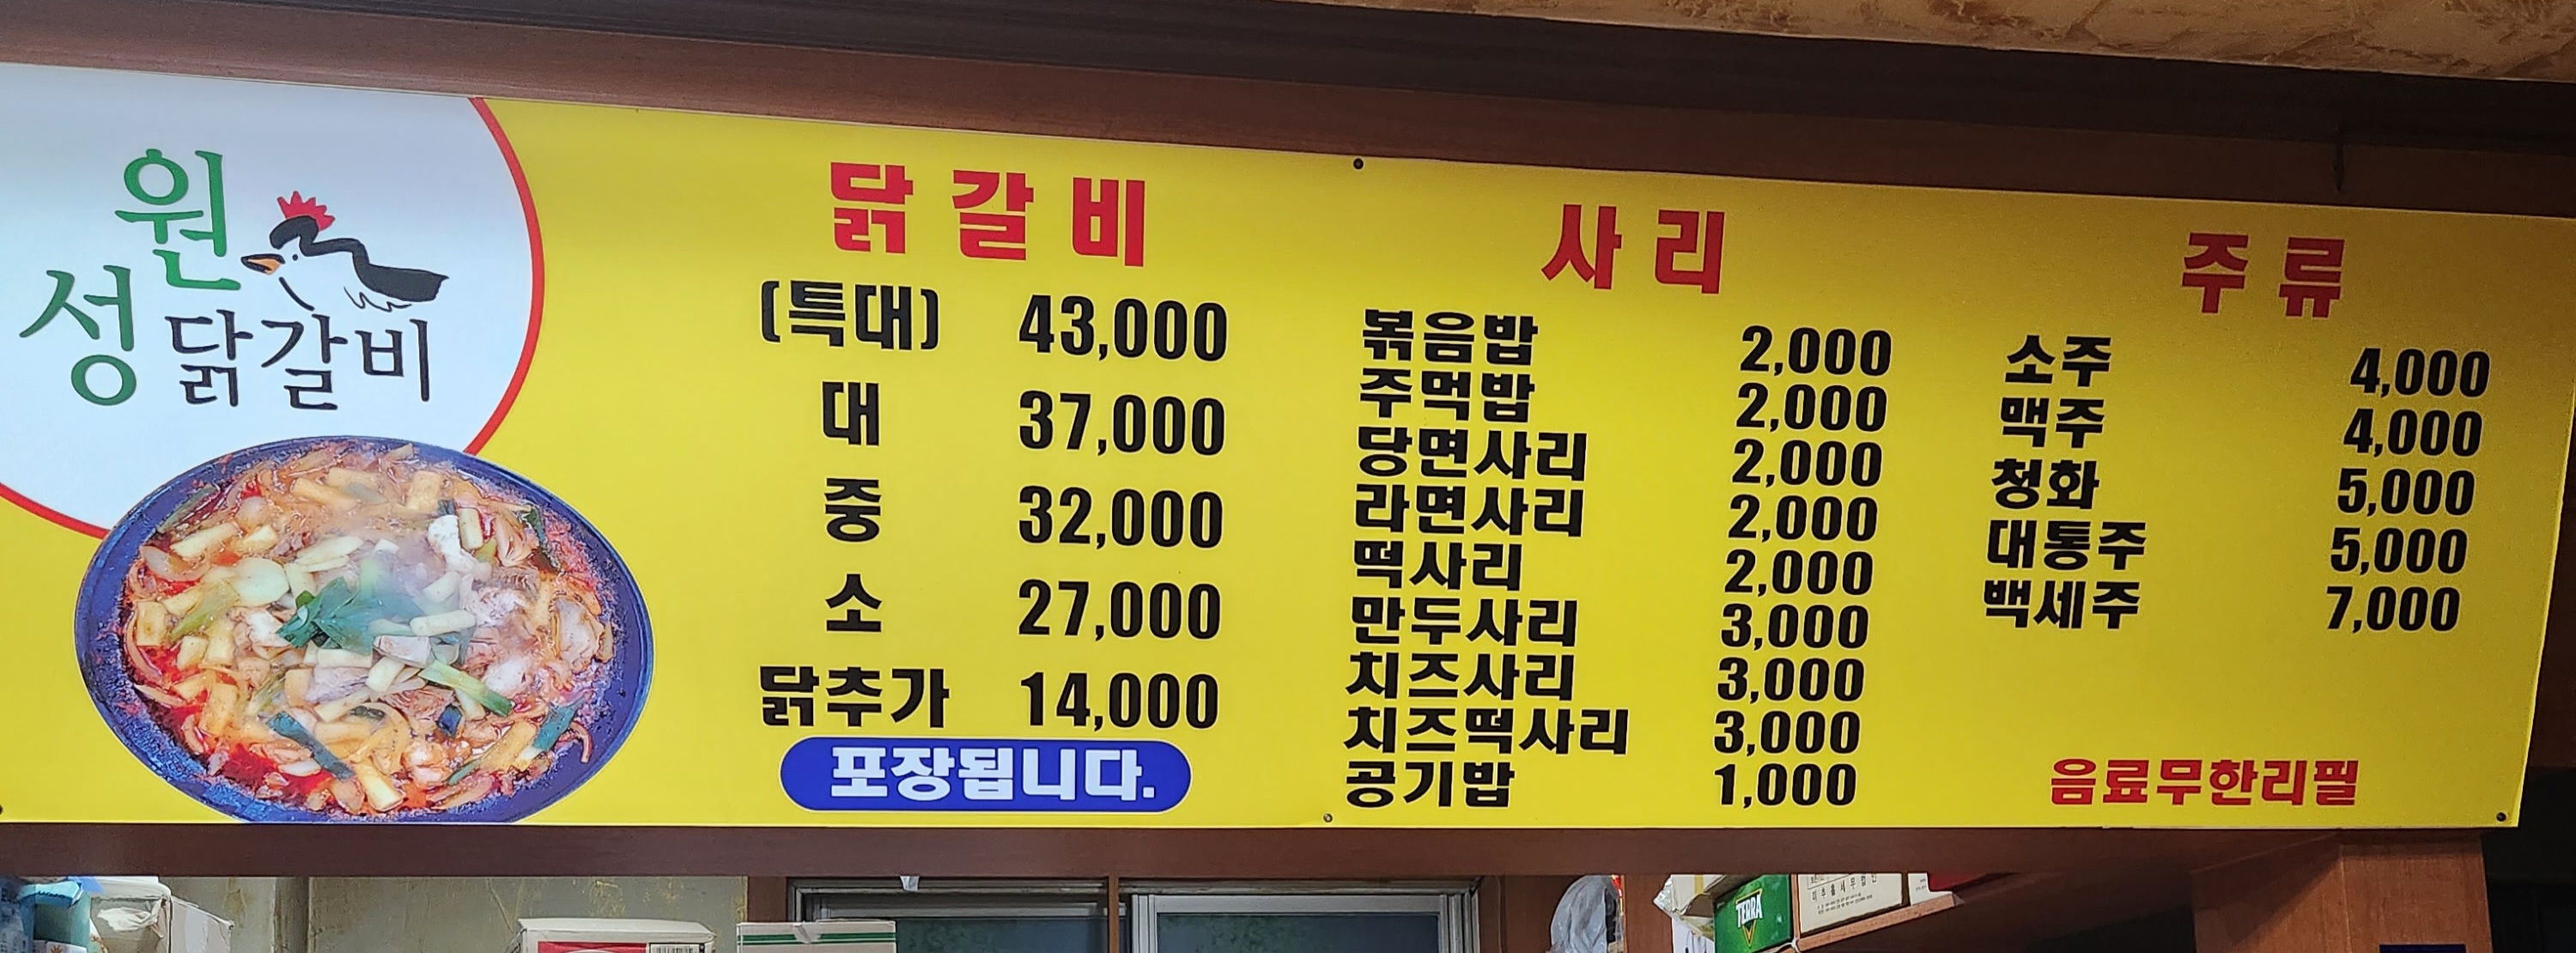 원
성 닭갈비
닭갈비
(특대) 43,000
대 37,000
중 32,000
소 27,000
닭추가 14,000
포장됩니다.
사리
볶음밥 2,000
주먹밥 2,000
당면사리 2,000
라면사리 2,000
떡사리 2,000
만두사리 3,000
치즈사리 3,000
치즈떡사리 3,000
공기밥 1,000
주류
소주 4,000
맥주 4,000
청화 5,000
대통주 5,000
백세주 7,000
음료무한리필
TERRA